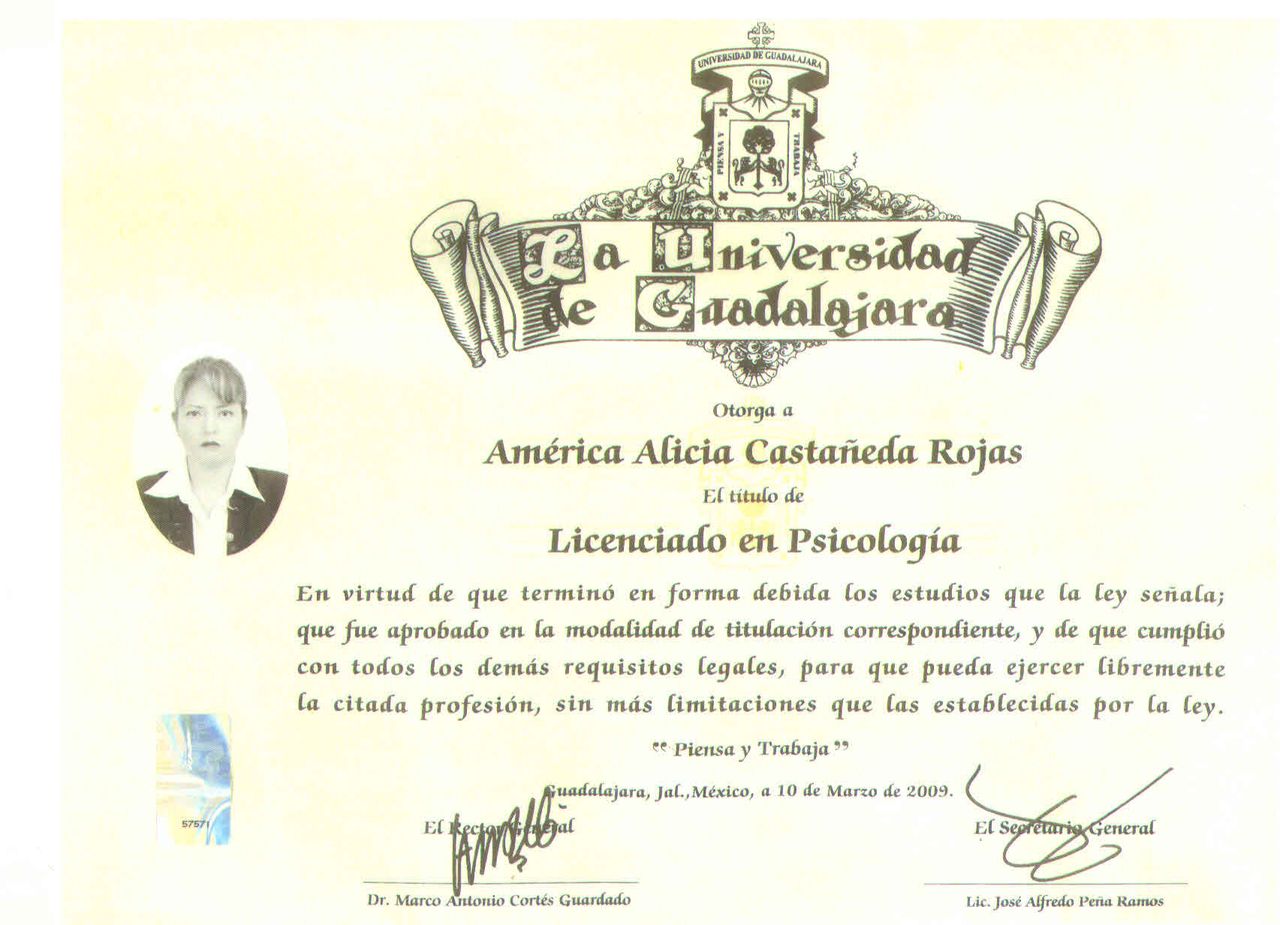 UNIVERSIDAD DE GUADALAJARA
PIENSA Y
TRABAJA
La Universidad
de Guadalajara
Otorga a
América Alicia Castañeda Rojas
El título de
Licenciado en Psicología
En virtud de que terminó en forma debida los estudios que la ley señala;
que fue aprobado en la modalidad de titulación correspondiente, y de que cumplió
con todos los demás requisitos legales, para que pueda ejercer libremente
la citada profesión, sin más limitaciones que las establecidas por la ley.
“ Piensa y Trabaja ”
Guadalajara, Jal.,México, a 10 de Marzo de 2009.
El Rector General
El Secretario General
57571
Dr. Marco Antonio Cortés Guardado
Lic. José Alfredo Peña Ramos